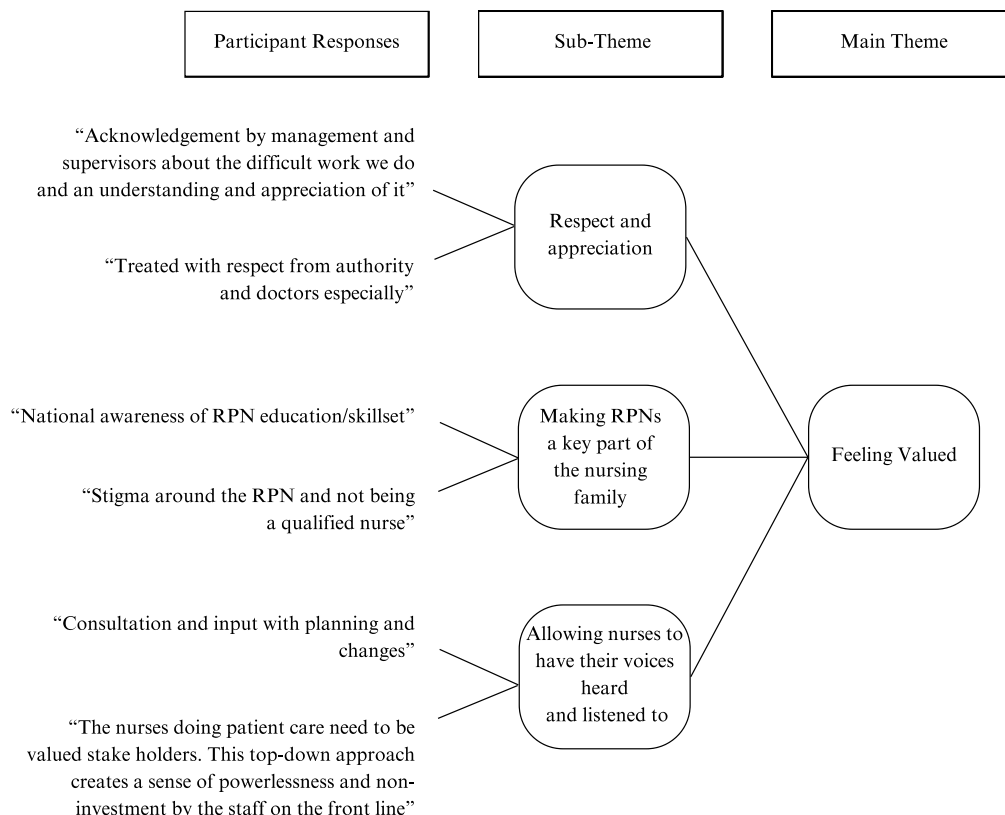 Participant Responses
Sub-Theme
Main Theme
“Acknowledgement by management and
supervisors about the difficult work we do
and an understanding and appreciation of it”
“Treated with respect from authority
and doctors especially”
Respect and
appreciation
“National awareness of RPN education/skillset”
“Stigma around the RPN and not being
a qualified nurse”
Making RPNs
a key part of
the nursing
family
“Consultation and input with planning and
changes”
“The nurses doing patient care need to be
valued stake holders. This top-down approach
creates a sense of powerlessness and non-
investment by the staff on the front line”
Allowing nurses to
have their voices
heard
and listened to
Feeling Valued